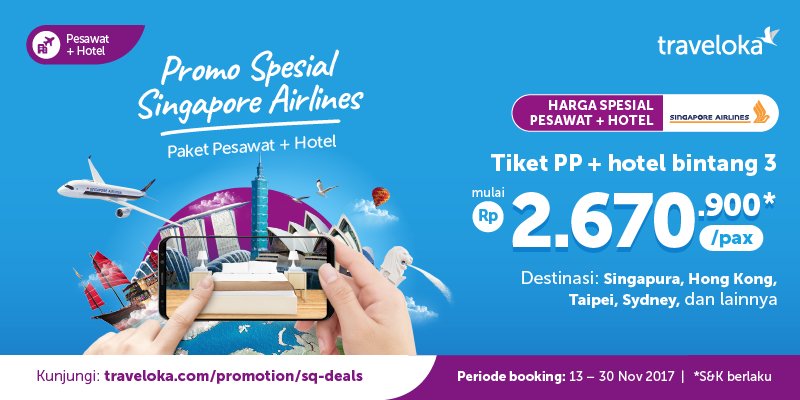 Pesawat
+ Hotel
traveloka
Promo Spesial
Singapore Airlines
Paket Pesawat + Hotel
HARGA SPESIAL
PESAWAT + HOTEL
SINGAPORE AIRLINES
Tiket PP + hotel bintang 3
mulai
Rp 2.670.900*
/pax
Destinasi: Singapura, Hong Kong,
Taipei, Sydney, dan lainnya
SINGAPORE AIRLINES
Kunjungi: traveloka.com/promotion/sq-deals
Periode booking: 13 – 30 Nov 2017 | *S&K berlaku